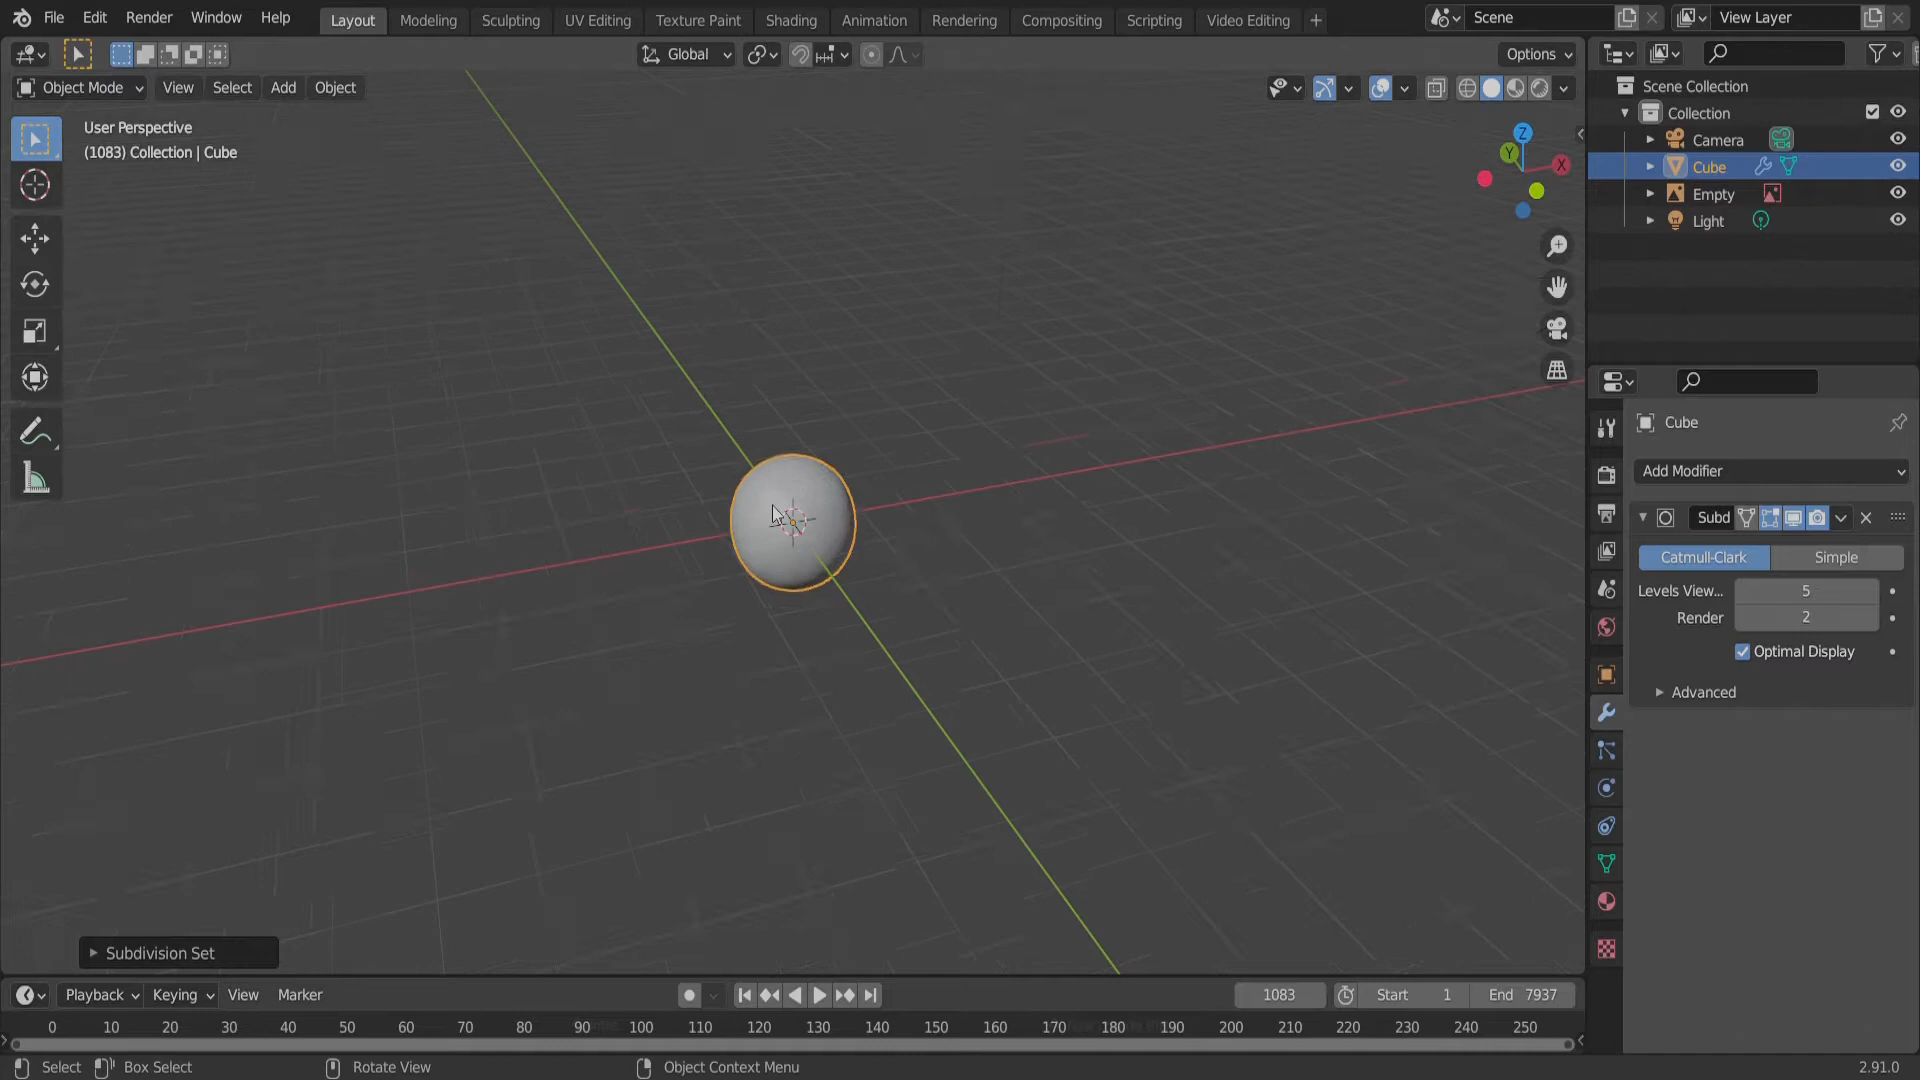 File Edit Render Window Help Layout Modeling Sculpting UV Editing Texture Paint Shading Animation Rendering Compositing Scripting Video Editing + Scene View Layer
Global Options
Object Mode View Select Add Object
User Perspective
(1083) Collection | Cube
Z
Y
X
Scene Collection
Collection
Camera
Cube
Empty
Light
Cube
Add Modifier
Subd
Catmull-Clark Simple
Levels View... 5
Render 2
Optimal Display
Advanced
Subdivision Set
Playback Keying View Marker 1083 Start 1 End 7937
0 10 20 30 40 50 60 70 80 90 100 110 120 130 140 150 160 170 180 190 200 210 220 230 240 250
Select Box Select Rotate View Object Context Menu 2.91.0